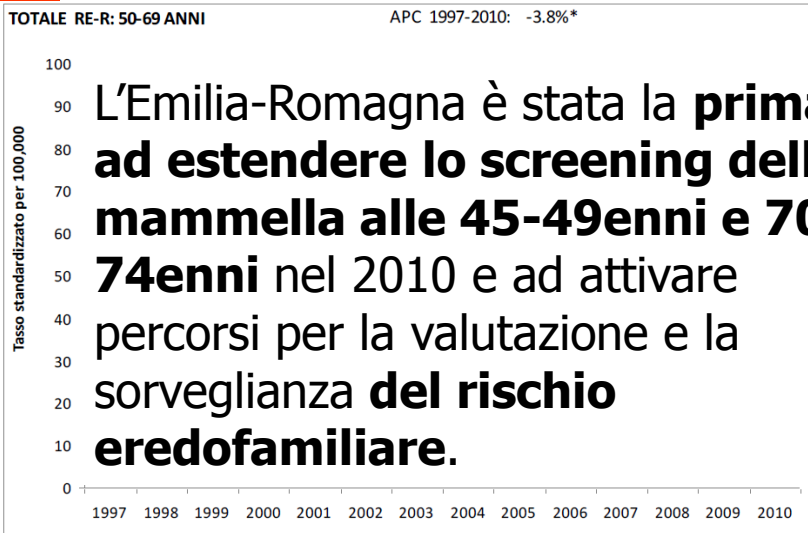 TOTALE RE-R: 50-69 ANNI APC 1997-2010: -3.8%*
Tasso standardizzato per 100,000
100
90
80
70
60
50
40
30
20
10
0
L'Emilia-Romagna è stata la prima
ad estendere lo screening dell
mammella alle 45-49enni e 70
74enni nel 2010 e ad attivare
percorsi per la valutazione e la
sorveglianza del rischio
eredofamiliare.
1997 1998 1999 2000 2001 2002 2003 2004 2005 2006 2007 2008 2009 2010